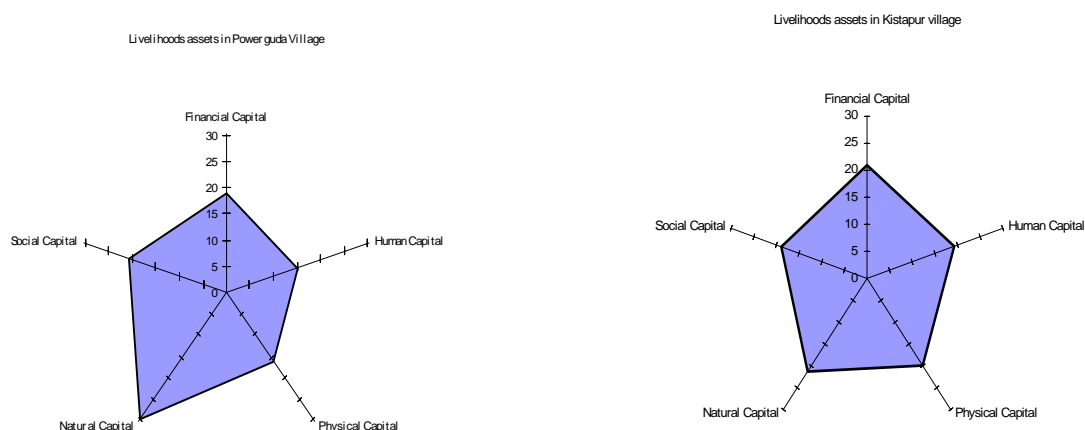 Livelihoods assets in Powerguda Village
Financial Capital
30
25
20
15
10
5
0
Social Capital
Human Capital
Natural Capital
Physical Capital
Livelihoods assets in Kistapur village
Financial Capital
30
25
20
15
10
5
0
Social Capital
Human Capital
Natural Capital
Physical Capital